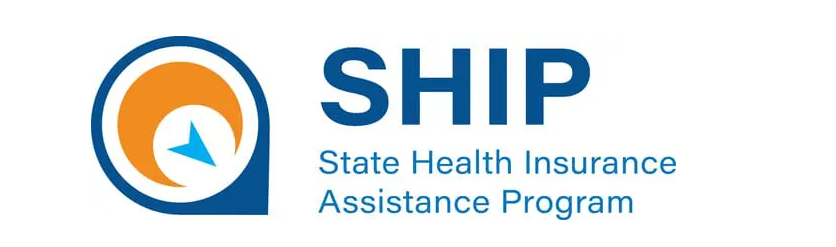 SHIP
State Health Insurance
Assistance Program